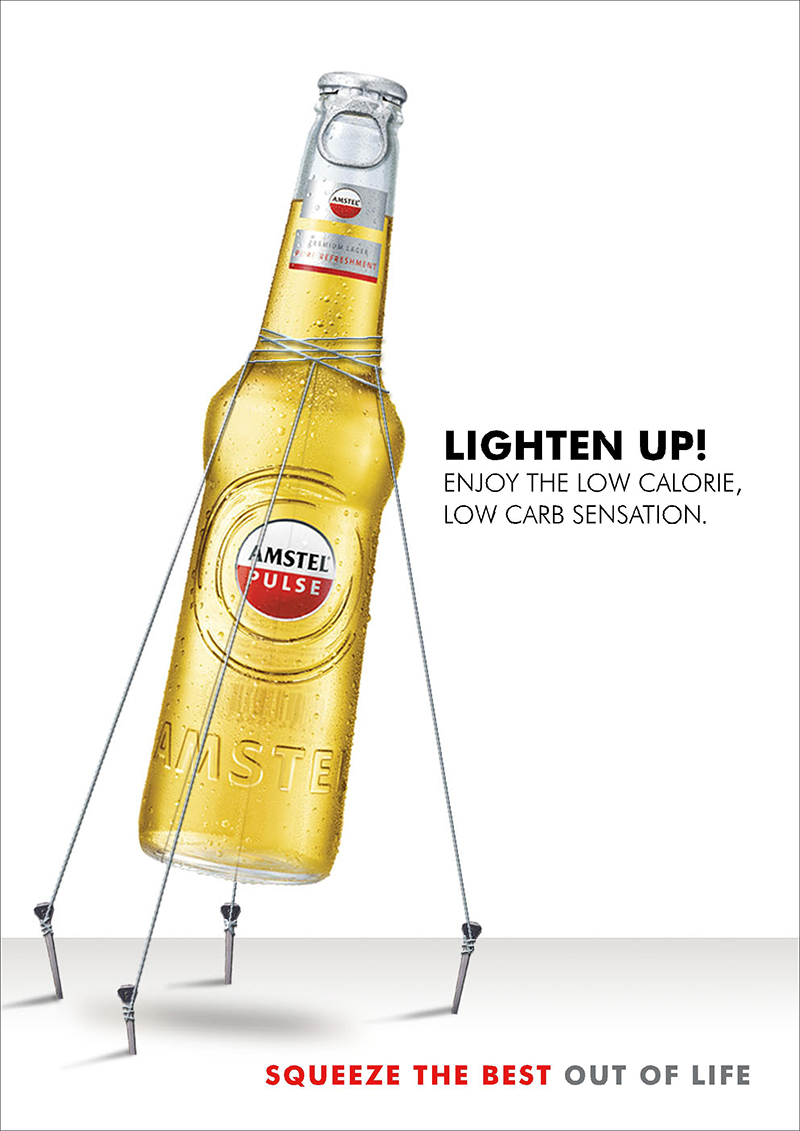 AMSTEL
PREMIUM LAGER
PURE REFRESHMENT
LIGHTEN UP!
ENJOY THE LOW CALORIE,
LOW CARB SENSATION.
AMSTEL
PULSE
AMSTEL
SQUEEZE THE BEST OUT OF LIFE